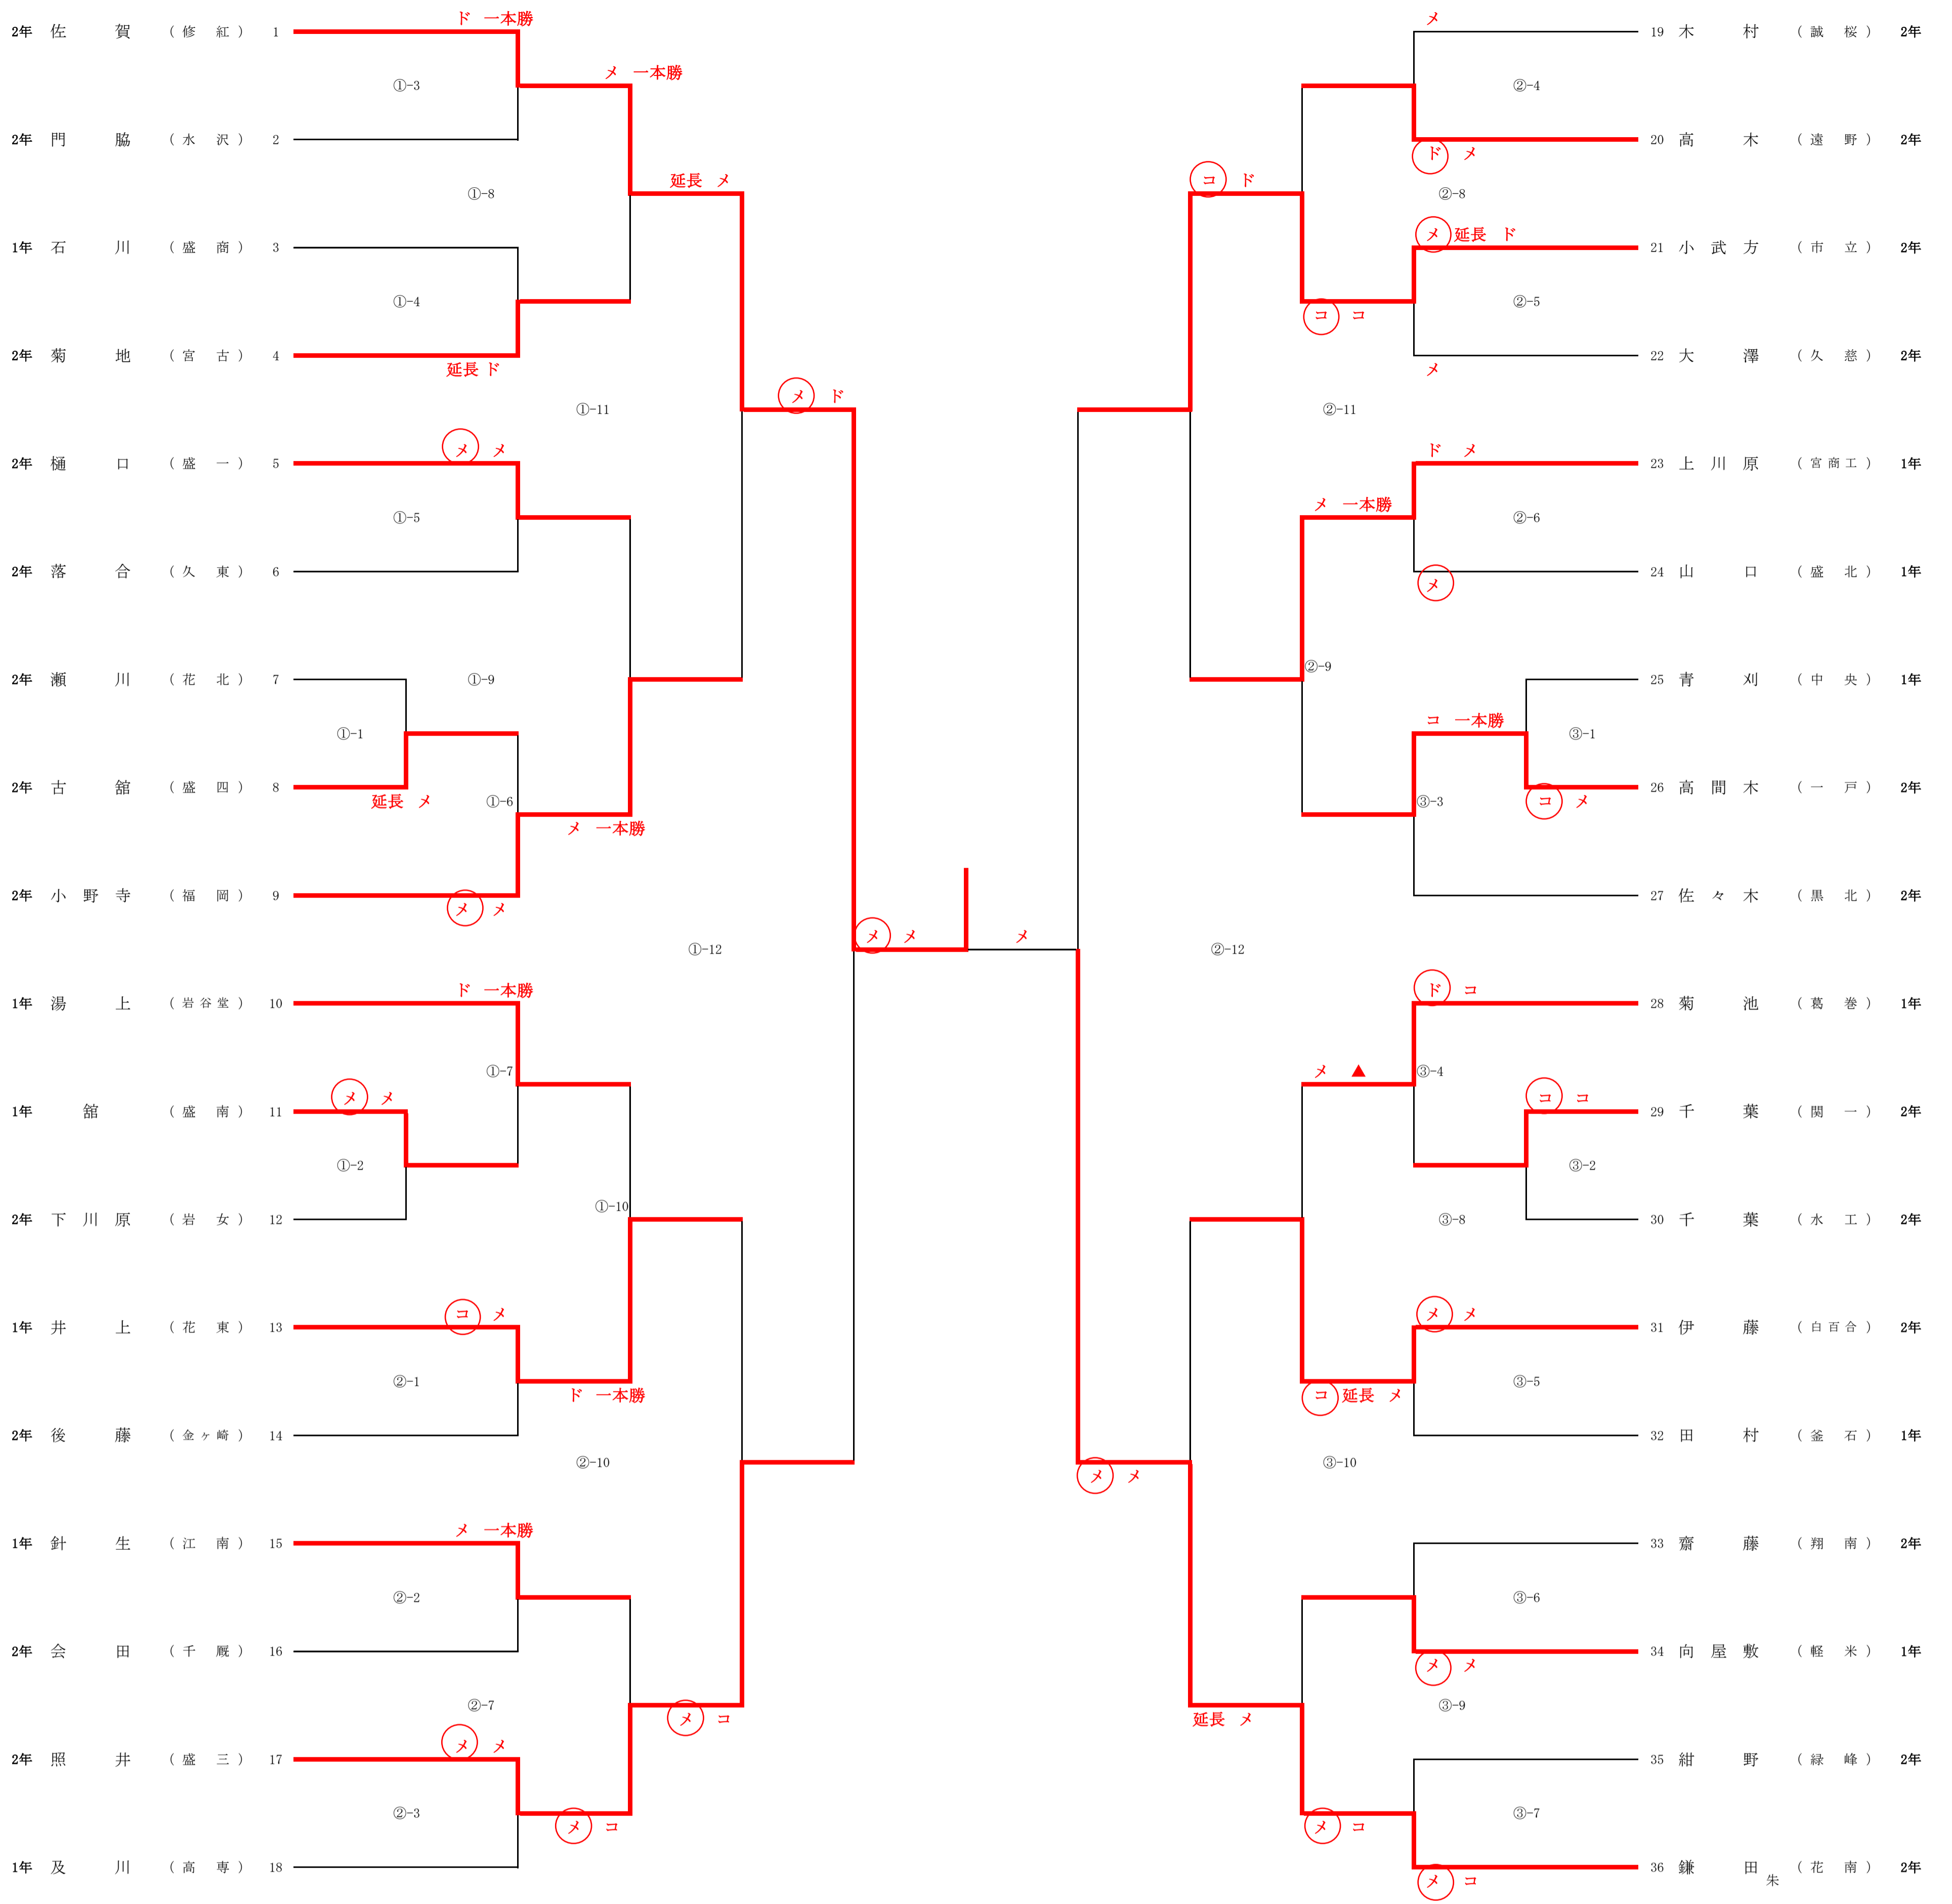 ド 一本勝
2年 佐 賀 （ 修 紅 ） 1
①-3
メ 一本勝
2年 門 脇 （ 水 沢 ） 2
①-8
延長 メ
1年 石 川 （ 盛 商 ） 3
①-4
2年 菊 地 （ 宮 古 ） 4
延長 ド
①-11
メ ド
メ メ
2年 樋 口 （ 盛 一 ） 5
①-5
2年 落 合 （ 久 東 ） 6
2年 瀬 川 （ 花 北 ） 7
①-9
①-1
2年 古 舘 （ 盛 四 ） 8
延長 メ
①-6
メ 一本勝
2年 小 野 寺 （ 福 岡 ） 9
メ メ
①-12
メ メ
メ
ド 一本勝
1年 湯 上 （ 岩 谷 堂 ） 10
①-7
メ メ
1年 舘 （ 盛 南 ） 11
①-2
①-10
2年 下 川 原 （ 岩 女 ） 12
コ メ
1年 井 上 （ 花 東 ） 13
②-1
ド 一本勝
2年 後 藤 （ 金 ヶ 崎 ） 14
②-10
メ 一本勝
1年 針 生 （ 江 南 ） 15
②-2
2年 会 田 （ 千 厩 ） 16
②-7
メ コ
メ メ
2年 照 井 （ 盛 三 ） 17
②-3
メ コ
1年 及 川 （ 高 専 ） 18
メ
19 木 村 （ 誠 桜 ） 2年
②-4
20 高 木 （ 遠 野 ） 2年
ド メ
コ ド
②-8
メ 延長 ド
21 小 武 方 （ 市 立 ） 2年
②-5
コ コ
22 大 澤 （ 久 慈 ） 2年
メ
②-11
ド メ
23 上 川 原 （ 宮 商 工 ） 1年
メ 一本勝
②-6
24 山 口 （ 盛 北 ） 1年
メ
②-9
25 青 刈 （ 中 央 ） 1年
コ 一本勝
③-1
26 高 間 木 （ 一 戸 ） 2年
コ メ
③-3
27 佐 々 木 （ 黒 北 ） 2年
②-12
ド コ
28 菊 池 （ 葛 巻 ） 1年
メ ▲
③-4
コ コ
29 千 葉 （ 関 一 ） 2年
③-2
③-8
30 千 葉 （ 水 工 ） 2年
メ メ
31 伊 藤 （ 白 百 合 ） 2年
③-5
コ 延長 メ
32 田 村 （ 釜 石 ） 1年
③-10
メ メ
33 齋 藤 （ 翔 南 ） 2年
③-6
34 向 屋 敷 （ 軽 米 ） 1年
メ メ
③-9
延長 メ
35 紺 野 （ 緑 峰 ） 2年
③-7
メ コ
36 鎌 田 朱 （ 花 南 ） 2年
メ コ